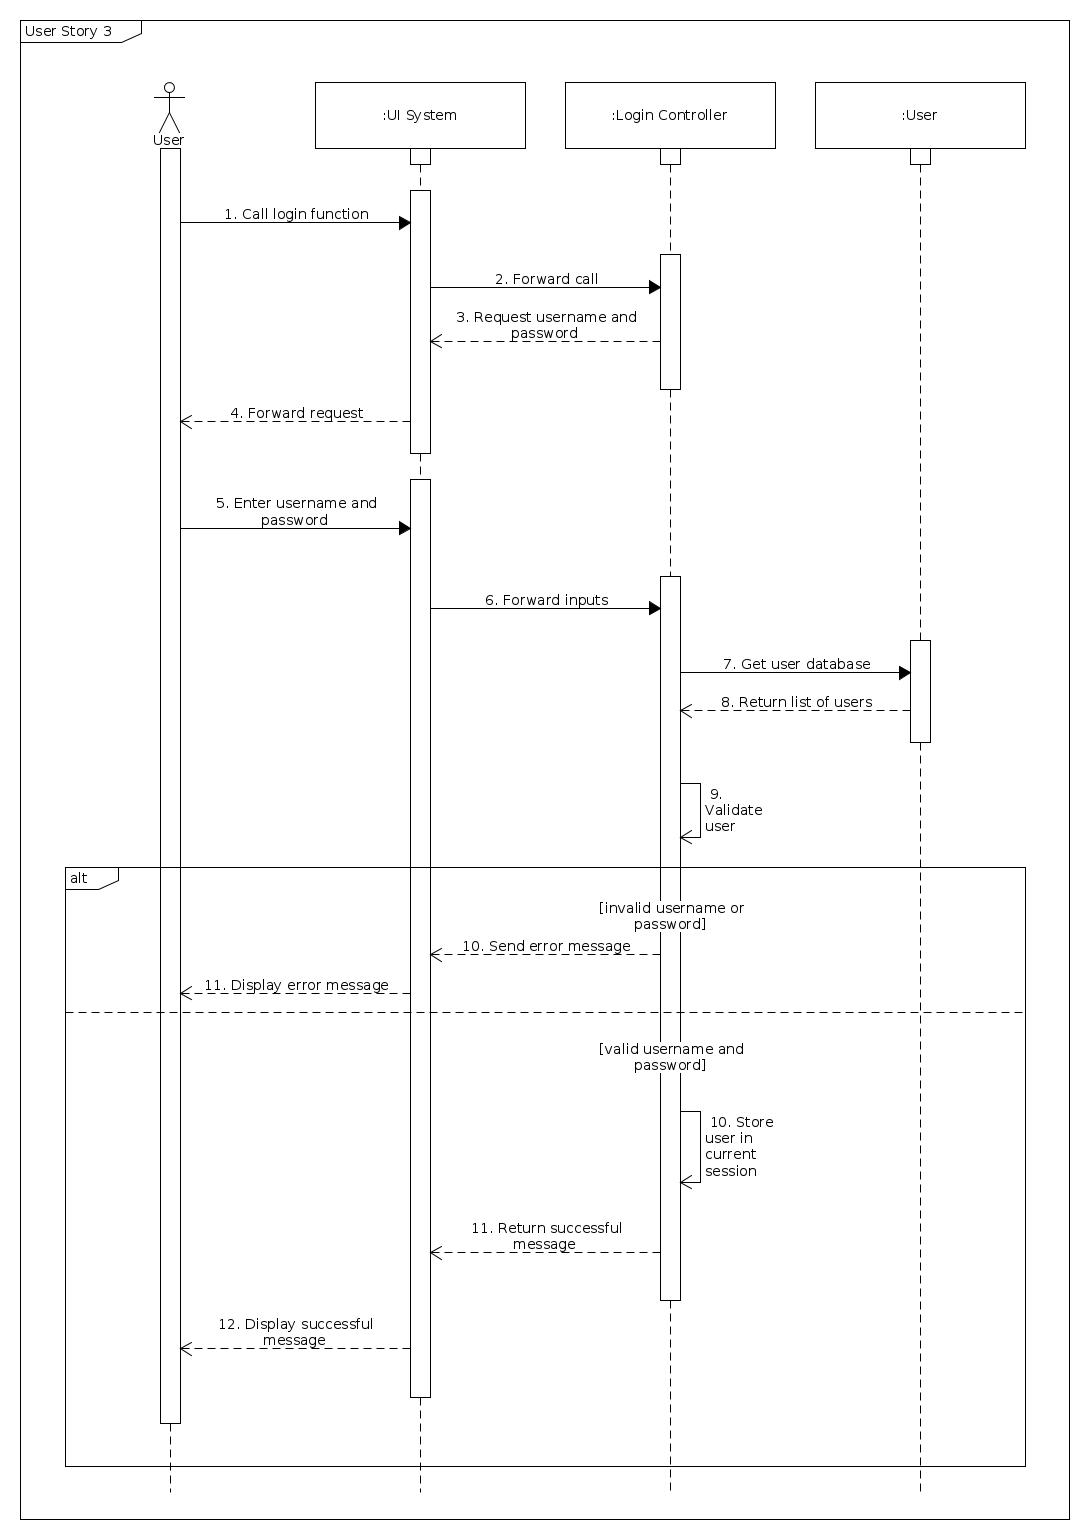 User Story 3
User
:UI System
:Login Controller
:User
1. Call login function
2. Forward call
3. Request username and
password
4. Forward request
5. Enter username and
password
6. Forward inputs
7. Get user database
8. Return list of users
9.
Validate
user
alt
[invalid username or
password]
10. Send error message
11. Display error message
[valid username and
password]
10. Store
user in
current
session
11. Return successful
message
12. Display successful
message